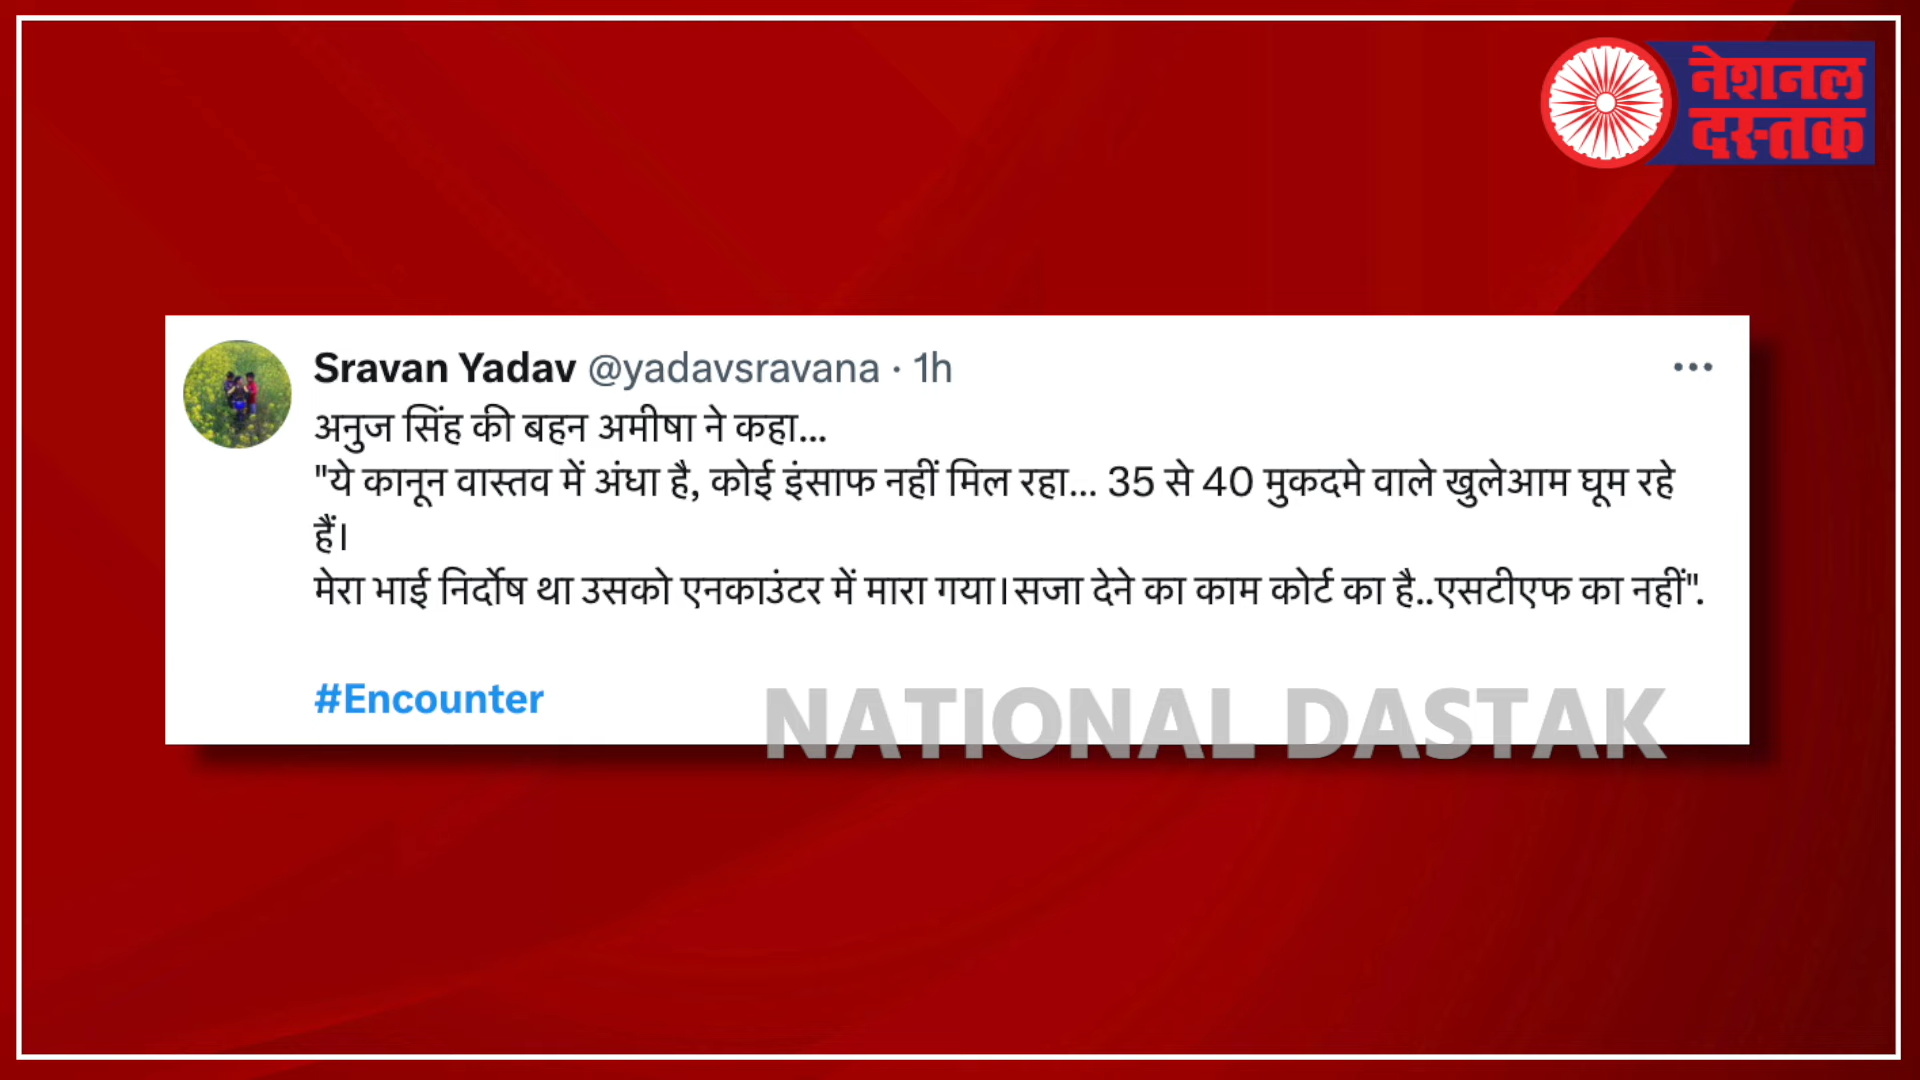 नेशनल
दस्तक
Sravan Yadav @yadavsravana · 1h
अनुज सिंह की बहन अमीषा ने कहा...
"ये कानून वास्तव में अंधा है, कोई इंसाफ नहीं मिल रहा... 35 से 40 मुकदमे वाले खुलेआम घूम रहे
हैं।
मेरा भाई निर्दोष था उसको एनकाउंटर में मारा गया।सजा देने का काम कोर्ट का है..एसटीएफ का नहीं".
#Encounter
NATIONAL DASTAK